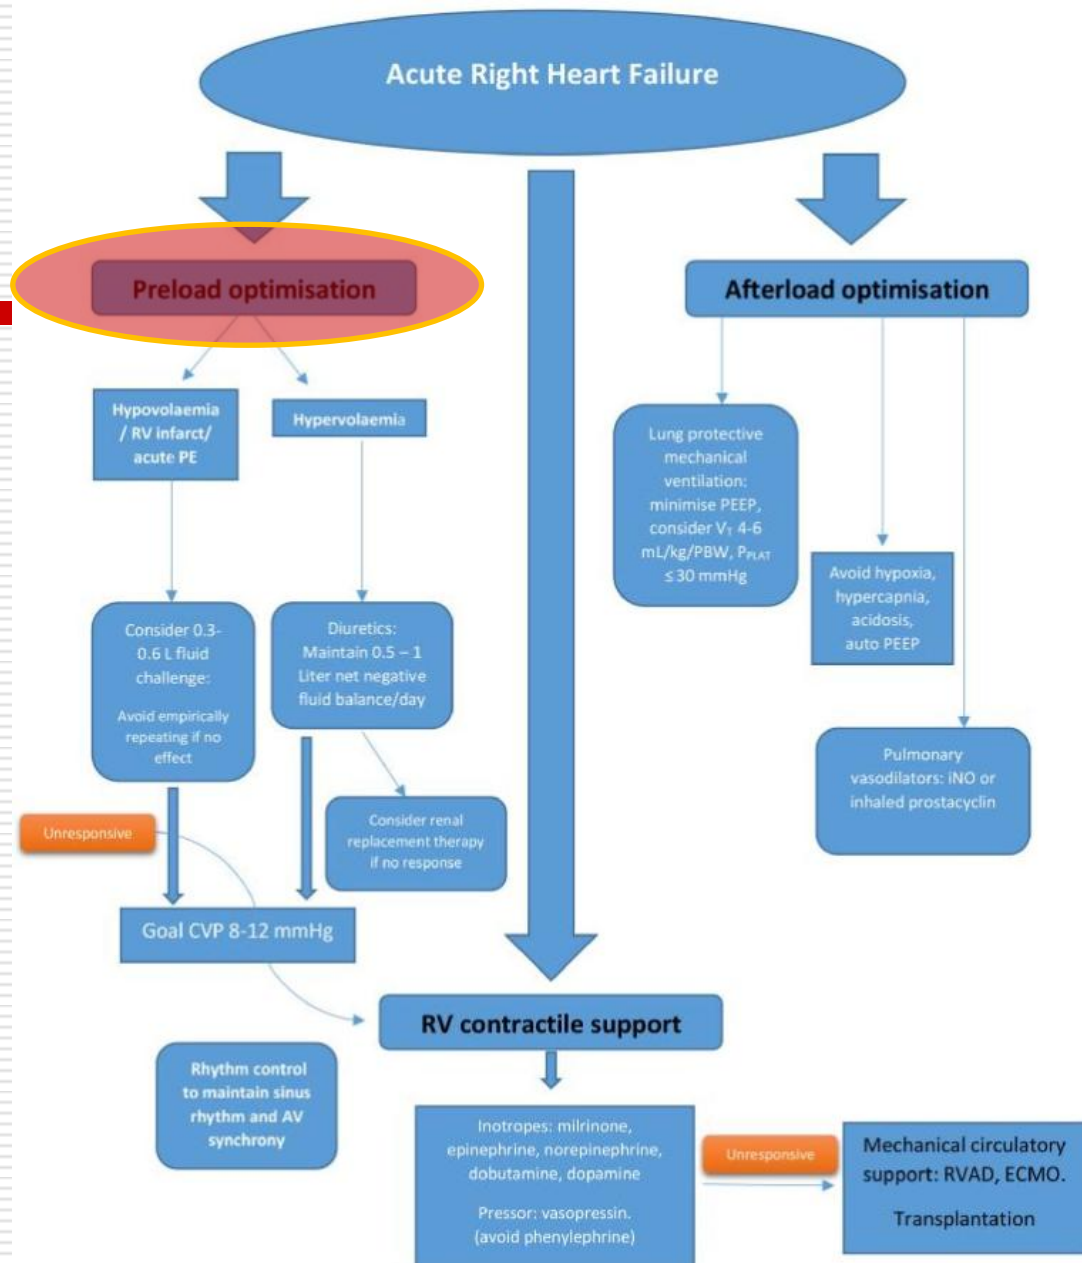 Acute Right Heart Failure
Preload optimisation
Afterload optimisation
Hypovolaemia
/ RV infarct/
acute PE
Hypervolaemia
Lung protective
mechanical
ventilation:
minimise PEEP,
consider VT 4-6
mL/kg/PBW, PPLAT
≤ 30 mmHg
Avoid hypoxia,
hypercapnia,
acidosis,
auto PEEP
Consider 0.3-
0.6 L fluid
challenge:
Avoid empirically
repeating if no
effect
Diuretics:
Maintain 0.5 – 1
Liter net negative
fluid balance/day
Pulmonary
vasodilators: iNO or
inhaled prostacyclin
Unresponsive
Consider renal
replacement therapy
if no response
Goal CVP 8-12 mmHg
RV contractile support
Rhythm control
to maintain sinus
rhythm and AV
synchrony
Inotropes: milrinone,
epinephrine, norepinephrine,
dobutamine, dopamine
Pressor: vasopressin.
(avoid phenylephrine)
Unresponsive
Mechanical circulatory
support: RVAD, ECMO.
Transplantation